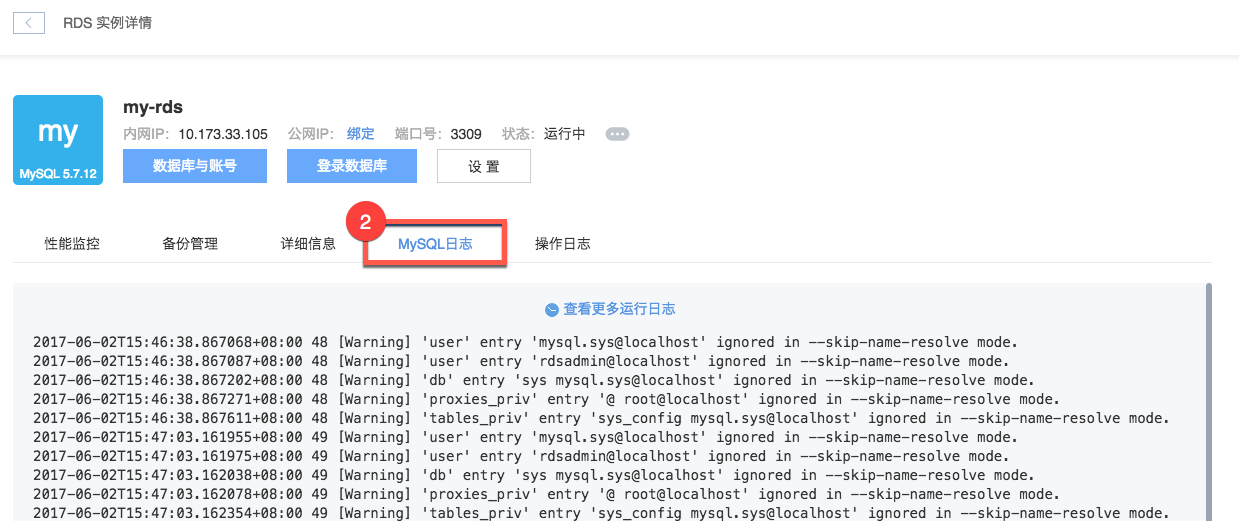 RDS 实例详情
my
MySQL 5.7.12
my-rds
内网IP: 10.173.33.105 公网IP: 绑定 端口号: 3309 状态: 运行中
数据库与账号 登录数据库 设 置
2
性能监控 备份管理 详细信息 MySQL日志 操作日志
查看更多运行日志
2017-06-02T15:46:38.867068+08:00 48 [Warning] 'user' entry 'mysql.sys@localhost' ignored in --skip-name-resolve mode.
2017-06-02T15:46:38.867087+08:00 48 [Warning] 'user' entry 'rdsadmin@localhost' ignored in --skip-name-resolve mode.
2017-06-02T15:46:38.867202+08:00 48 [Warning] 'db' entry 'sys mysql.sys@localhost' ignored in --skip-name-resolve mode.
2017-06-02T15:46:38.867271+08:00 48 [Warning] 'proxies_priv' entry '@ root@localhost' ignored in --skip-name-resolve mode.
2017-06-02T15:46:38.867611+08:00 48 [Warning] 'tables_priv' entry 'sys_config mysql.sys@localhost' ignored in --skip-name-resolve mode.
2017-06-02T15:47:03.161955+08:00 49 [Warning] 'user' entry 'mysql.sys@localhost' ignored in --skip-name-resolve mode.
2017-06-02T15:47:03.161975+08:00 49 [Warning] 'user' entry 'rdsadmin@localhost' ignored in --skip-name-resolve mode.
2017-06-02T15:47:03.162038+08:00 49 [Warning] 'db' entry 'sys mysql.sys@localhost' ignored in --skip-name-resolve mode.
2017-06-02T15:47:03.162078+08:00 49 [Warning] 'proxies_priv' entry '@ root@localhost' ignored in --skip-name-resolve mode.
2017-06-02T15:47:03.162354+08:00 49 [Warning] 'tables_priv' entry 'sys_config mysql.sys@localhost' ignored in --skip-name-resolve mode.